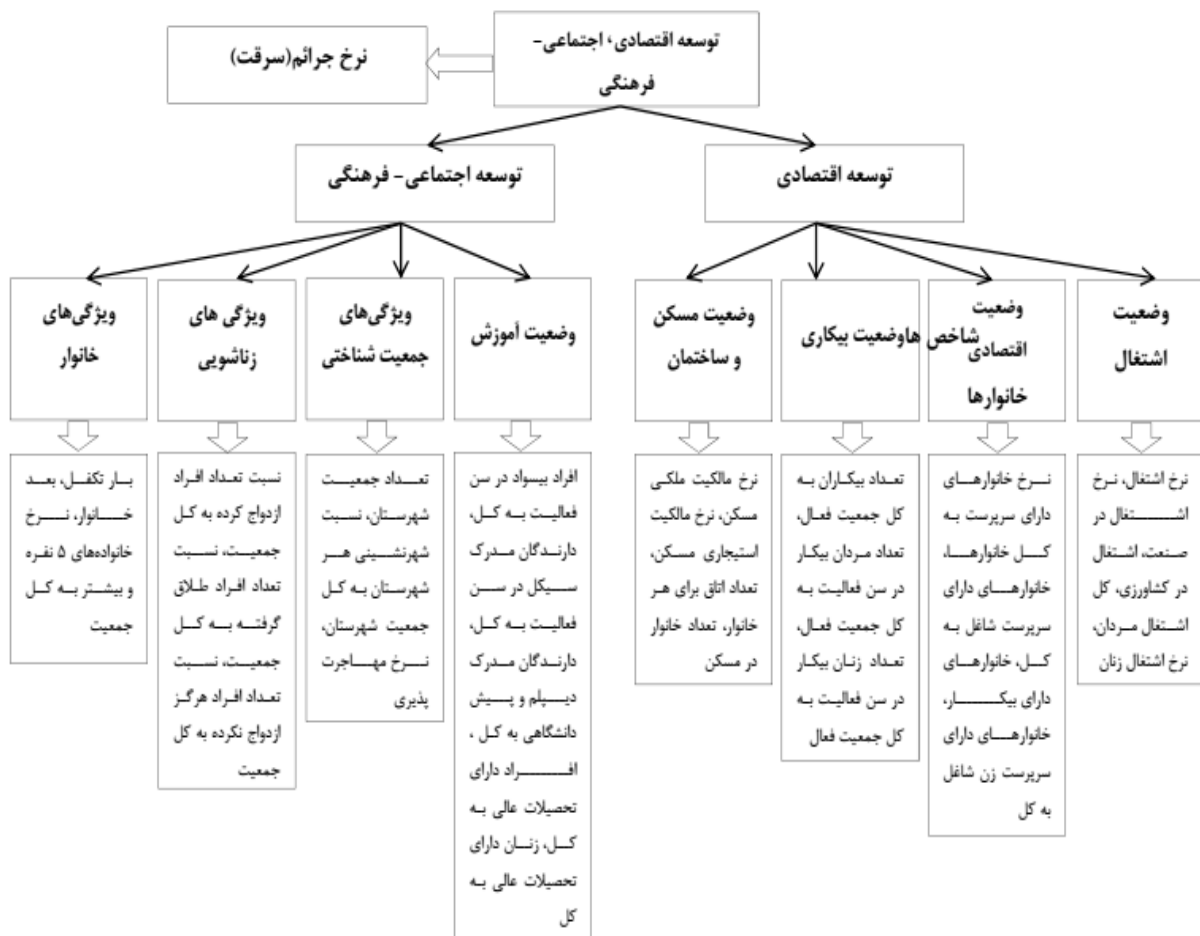 توسعه اقتصادی، اجتماعی-
فرهنگی
نرخ جرائم(سرقت)
توسعه اقتصادی
توسعه اجتماعی- فرهنگی
وضعیت
اشتغال
وضعیت
اقتصادی
خانوارها
شاخص ها
وضعیت بیکاری
وضعیت مسکن
و ساختمان
وضعیت آموزش
ویژگی‌های
جمعیت شناختی
ویژگی های
زناشویی
ویژگی‌های
خانوار
نرخ اشتغال، نرخ
اشتغال در
صنعت، اشتغال
در کشاورزی، کل
اشتغال مردان،
نرخ اشتغال زنان
نرخ خانوارهای
دارای سرپرست به
کل خانوارها،
خانوارهای دارای
سرپرست شاغل به
کل، خانوارهای
دارای بیکار،
خانوارهای دارای
سرپرست زن شاغل
به کل
تعداد بیکاران به
کل جمعیت فعال،
تعداد مردان بیکار
در سن فعالیت به
کل جمعیت فعال،
تعداد زنان بیکار
در سن فعالیت به
کل جمعیت فعال
نرخ مالکیت ملکی
مسکن، نرخ مالکیت
استیجاری مسکن،
تعداد اتاق برای هر
خانوار، تعداد خانوار
در مسکن
افراد بیسواد در سن
فعالیت به کل،
دارندگان مدرک
سیکل در سن
فعالیت به کل،
دارندگان مدرک
دیپلم و پیش
دانشگاهی به کل ،
افراد دارای
تحصیلات عالی به
کل، زنان دارای
تحصیلات عالی به
کل
تعداد جمعیت
شهرستان، نسبت
شهرنشینی هر
شهرستان به کل
جمعیت شهرستان،
نرخ مهاجرت
پذیری
نسبت تعداد افراد
ازدواج کرده به کل
جمعیت، نسبت
تعداد افراد طلاق
گرفته به کل
جمعیت، نسبت
تعداد افراد هرگز
ازدواج نکرده به کل
جمعیت
بار تکفل، بعد
خانوار، نرخ
خانواده‌های ۵ نفره
و بیشتر به کل
جمعیت